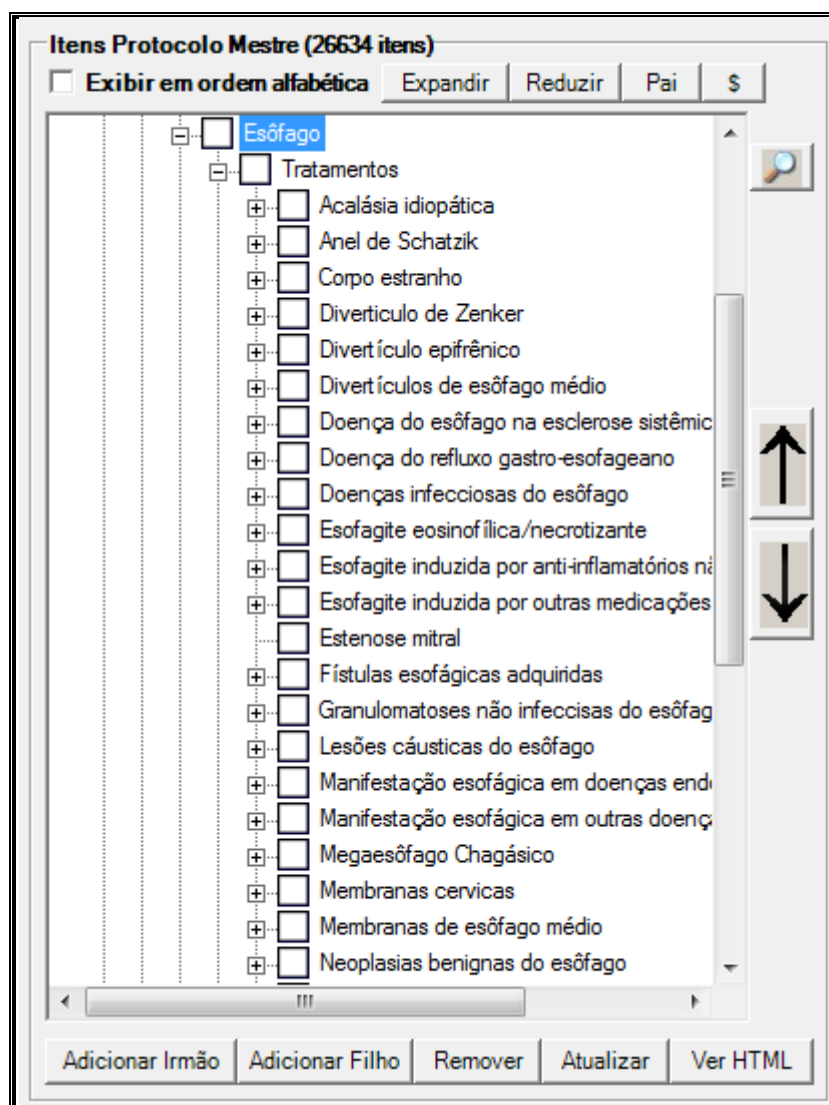 Itens Protocolo Mestre (26634 itens)
Exibir em ordem alfabética Expandir Reduzir Pai $
Esôfago
Tratamentos
Acalásia idiopática
Anel de Schatzik
Corpo estranho
Diverticulo de Zenker
Divertículo epifrênico
Divertículos de esôfago médio
Doença do esôfago na esclerose sistêmic
Doença do refluxo gastro-esofageano
Doenças infecciosas do esôfago
Esofagite eosinofílica/necrotizante
Esofagite induzida por anti-inflamatórios nã
Esofagite induzida por outras medicações
Estenose mitral
Fístulas esofágicas adquiridas
Granulomatoses não infeccisas do esôfag
Lesões cáusticas do esôfago
Manifestação esofágica em doenças end
Manifestação esofágica em outras doenç
Megaesôfago Chagásico
Membranas cervicas
Membranas de esôfago médio
Neoplasias benignas do esôfago
Adicionar Irmão Adicionar Filho Remover Atualizar Ver HTML